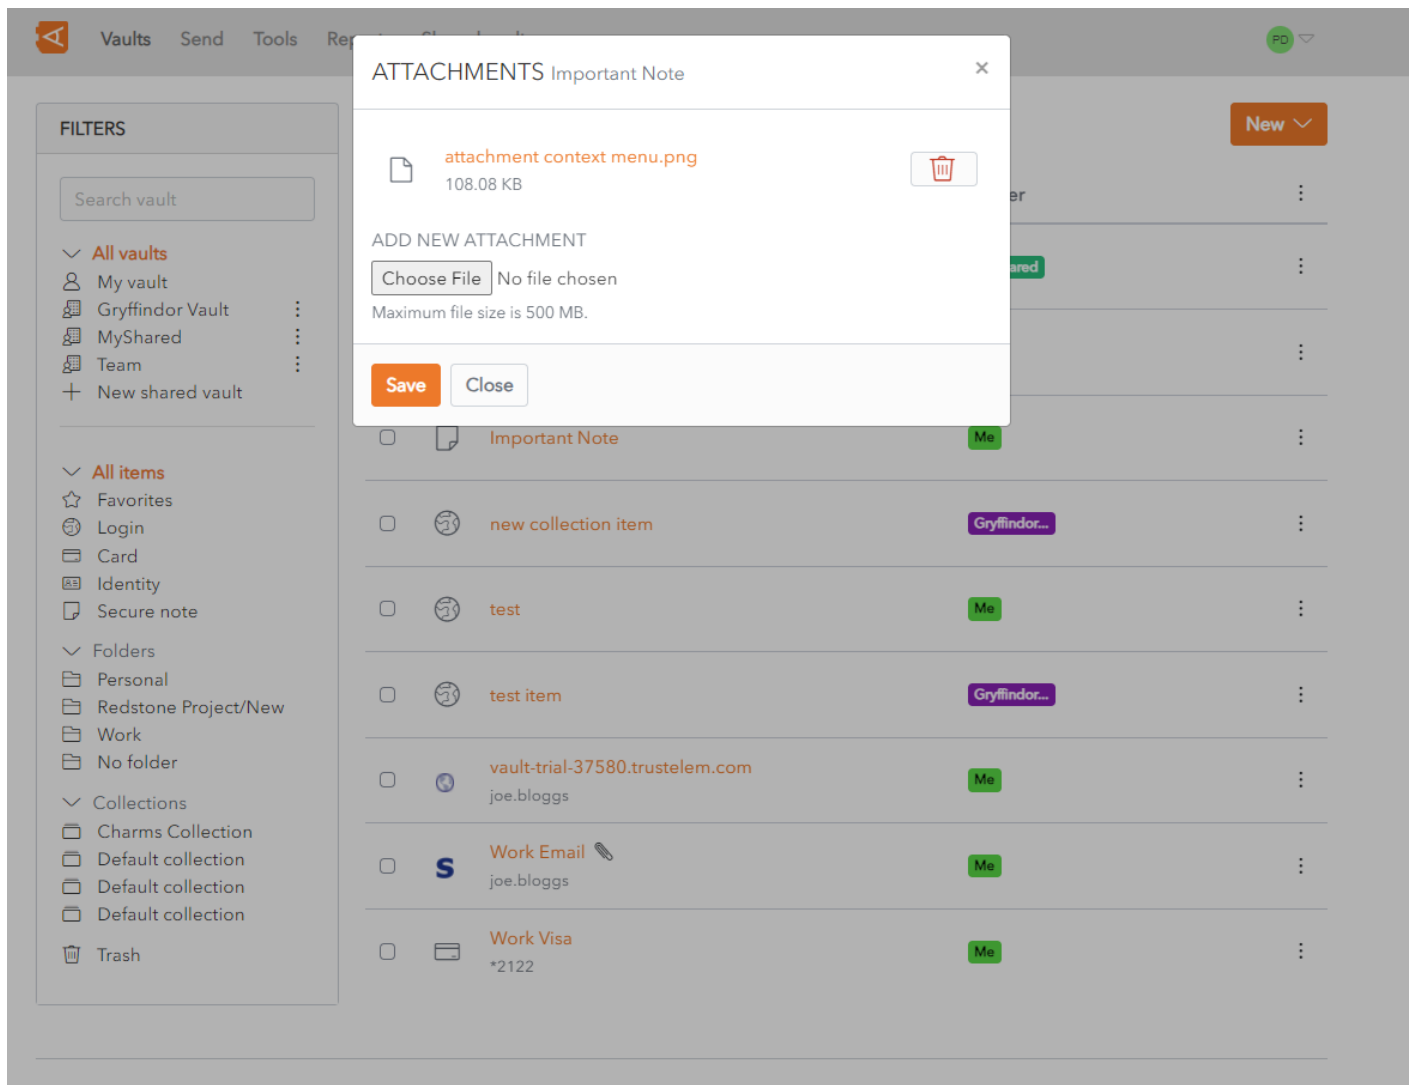 Vaults Send Tools
PD
ATTACHMENTS Important Note
×
attachment context menu.png
108.08 KB
ADD NEW ATTACHMENT
Choose File No file chosen
Maximum file size is 500 MB.
Save Close
FILTERS
New
Search vault
All vaults
My vault
Gryffindor Vault
MyShared
Team
New shared vault
All items
Favorites
Login
Card
Identity
Secure note
Folders
Personal
Redstone Project/New
Work
No folder
Collections
Charms Collection
Default collection
Default collection
Default collection
Trash
Important Note Me
new collection item Gryffindor...
test Me
test item Gryffindor...
vault-trial-37580.trustelem.com
joe.bloggs
Me
Work Email
joe.bloggs
Me
Work Visa
*2122
Me